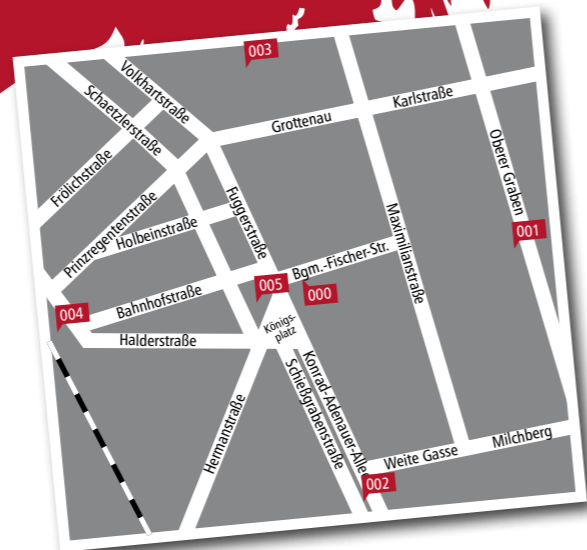 003
Volkhartstraße
Schaetzlerstraße
Grottenau
Karlstraße
Frölichstraße
Oberer Graben
Prinzregentenstraße
Holbeinstraße
Fuggerstraße
Maximilianstraße
001
Bgm.-Fischer-Str.
005
000
004
Bahnhofstraße
Königs-
platz
Halderstraße
Konrad-Adenauer-Allee
Schießgrabenstraße
Hermanstraße
Weite Gasse
Milchberg
002